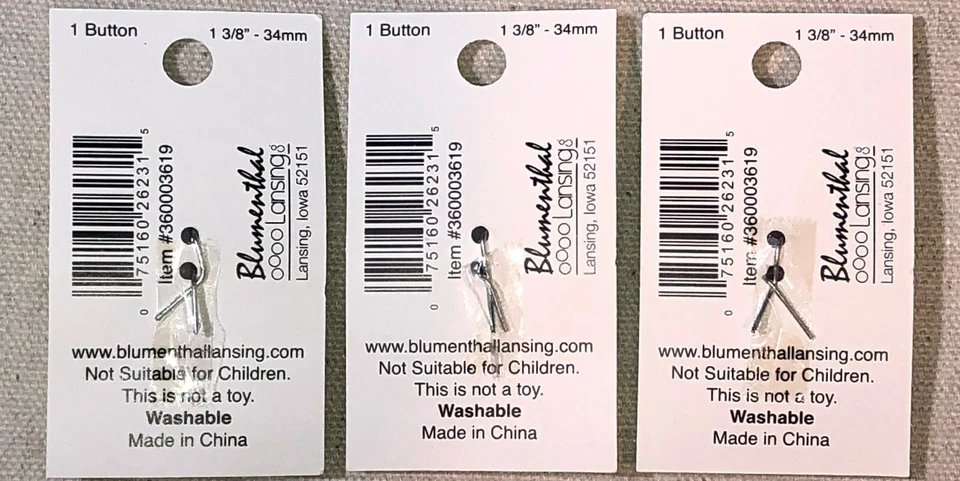 1 Button 1 3/8" - 34mm
0 75160 26231 5
Item #360003619
Blumenthal
Lansing Co
Lansing, Iowa 52151
www.blumenthallansing.com
Not Suitable for Children.
This is not a toy.
Washable
Made in China
1 Button 1 3/8" - 34mm
0 75160 26231 5
Item #360003619
Blumenthal
Lansing Co
Lansing, Iowa 52151
www.blumenthallansing.com
Not Suitable for Children.
This is not a toy.
Washable
Made in China
1 Button 1 3/8" - 34mm
0 75160 26231 5
Item #360003619
Blumenthal
Lansing Co
Lansing, Iowa 52151
www.blumenthallansing.com
Not Suitable for Children.
This is not a toy.
Washable
Made in China